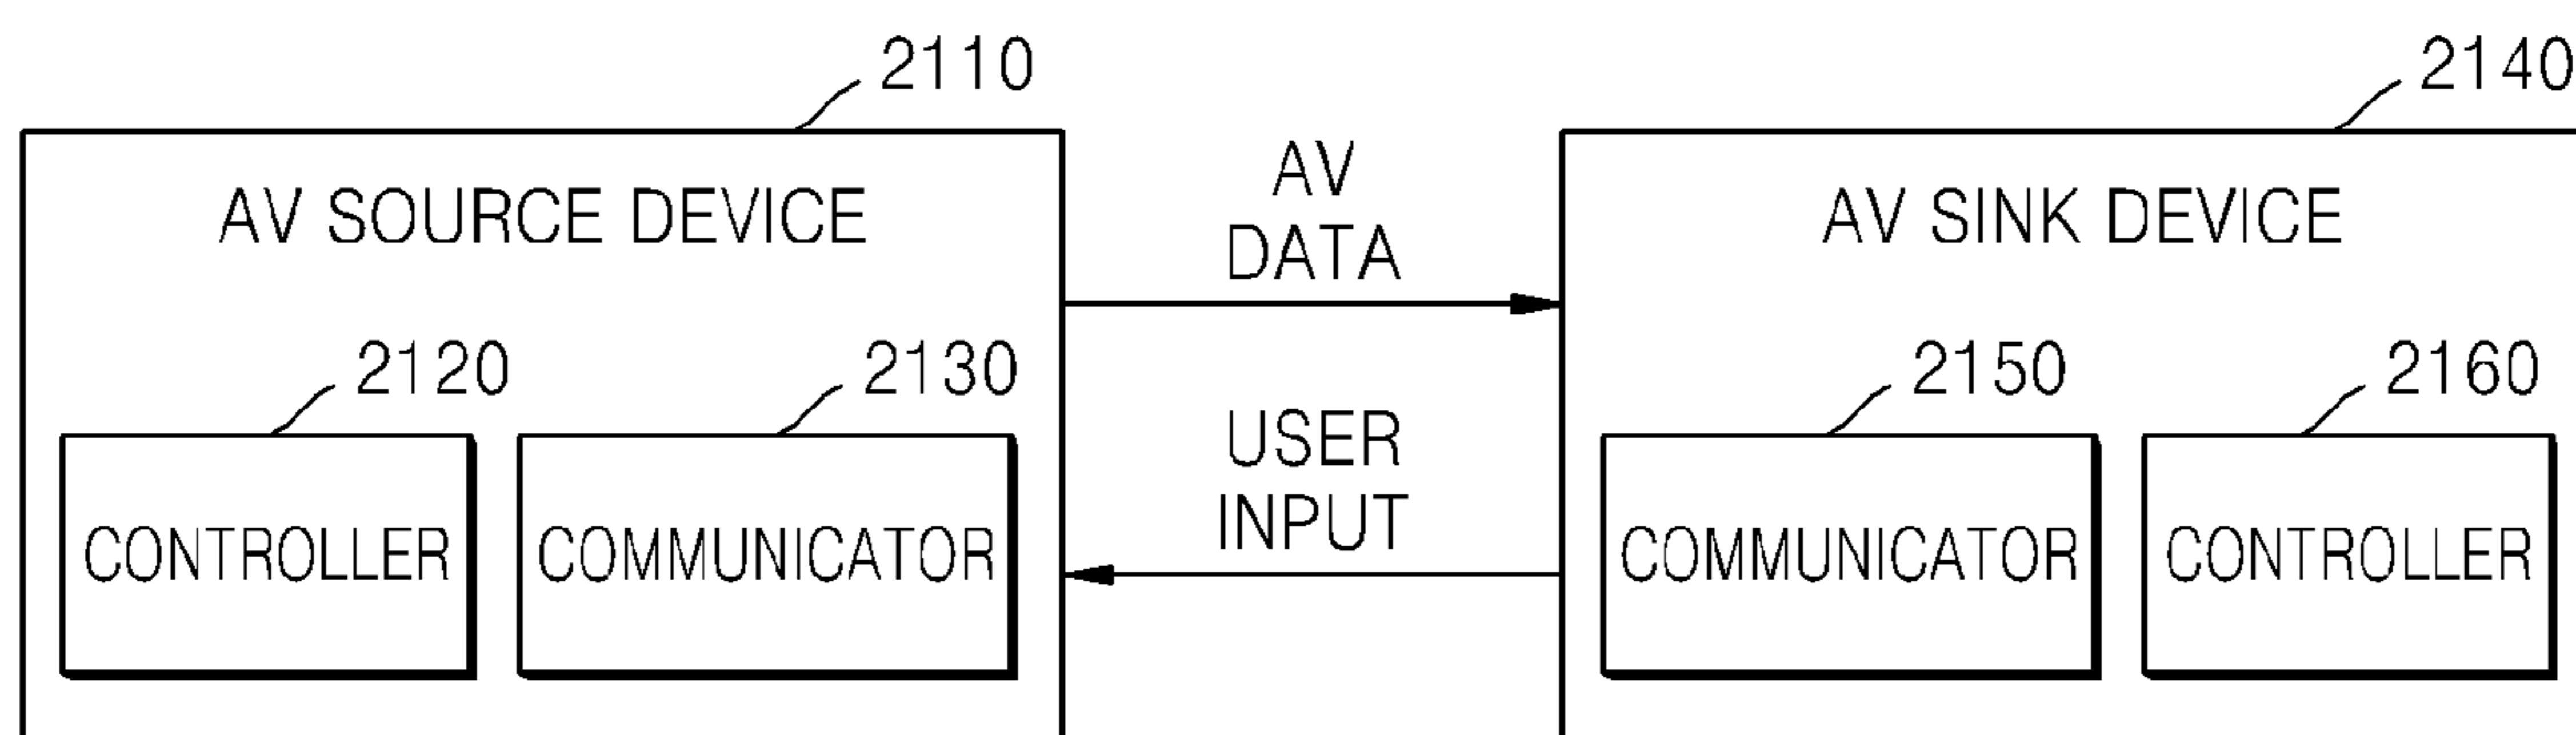 2110
2140
AV SOURCE DEVICE
AV
DATA
AV SINK DEVICE
2120
2130
USER
INPUT
2150
2160
CONTROLLER
COMMUNICATOR
COMMUNICATOR
CONTROLLER